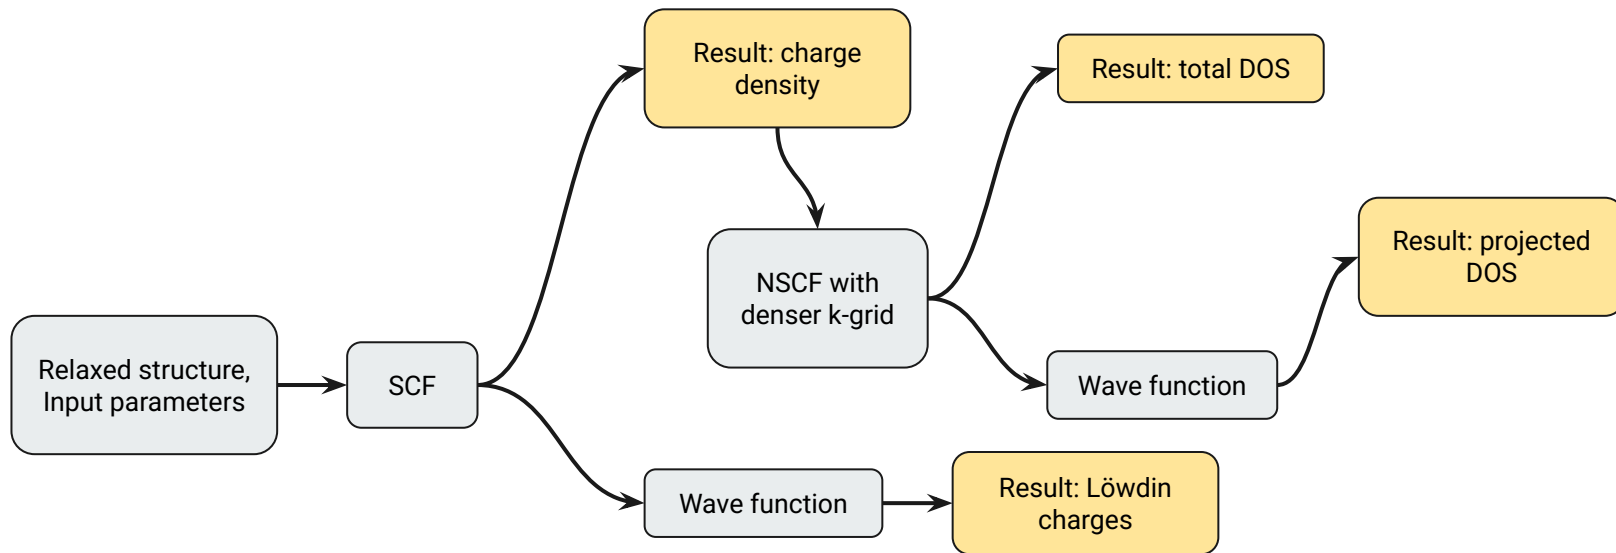 Result: charge
density
Result: total DOS
Result: projected
DOS
NSCF with
denser k-grid
Relaxed structure,
Input parameters
SCF
Wave function
Wave function
Result: Löwdin
charges